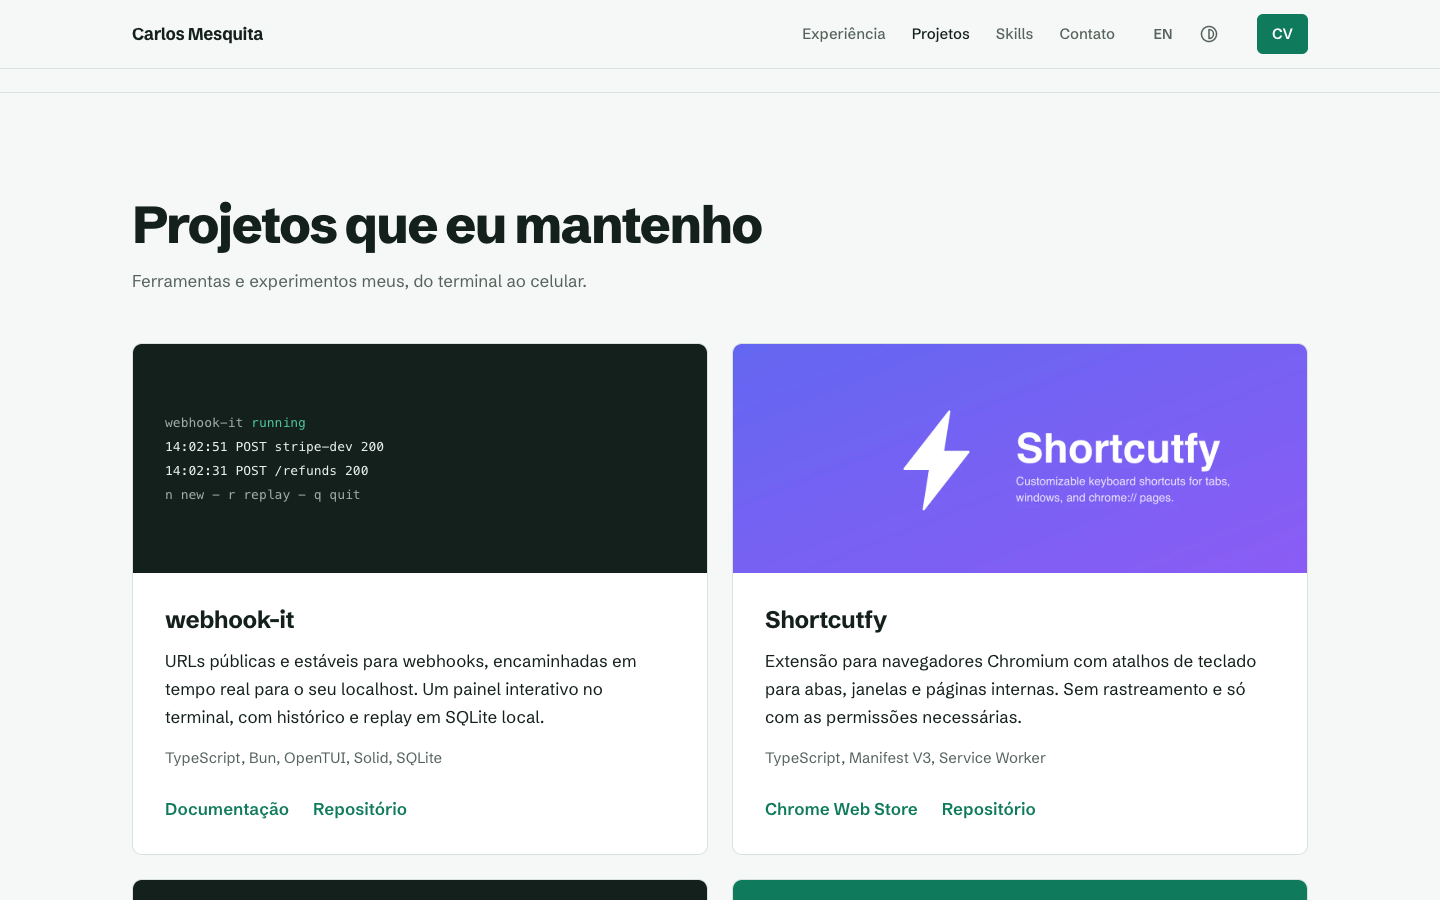 Carlos Mesquita
Experiência
Projetos
Skills
Contato
EN
CV
Projetos que eu mantenho
Ferramentas e experimentos meus, do terminal ao celular.
webhook-it running
14:02:51 POST stripe-dev 200
14:02:31 POST /refunds 200
n new — r replay — q quit
webhook-it
URLs públicas e estáveis para webhooks, encaminhadas em
tempo real para o seu localhost. Um painel interativo no
terminal, com histórico e replay em SQLite local.
TypeScript, Bun, OpenTUI, Solid, SQLite
Documentação
Repositório
Shortcutfy
Customizable keyboard shortcuts for tabs,
windows, and chrome:// pages.
Shortcutfy
Extensão para navegadores Chromium com atalhos de teclado
para abas, janelas e páginas internas. Sem rastreamento e só
com as permissões necessárias.
TypeScript, Manifest V3, Service Worker
Chrome Web Store
Repositório